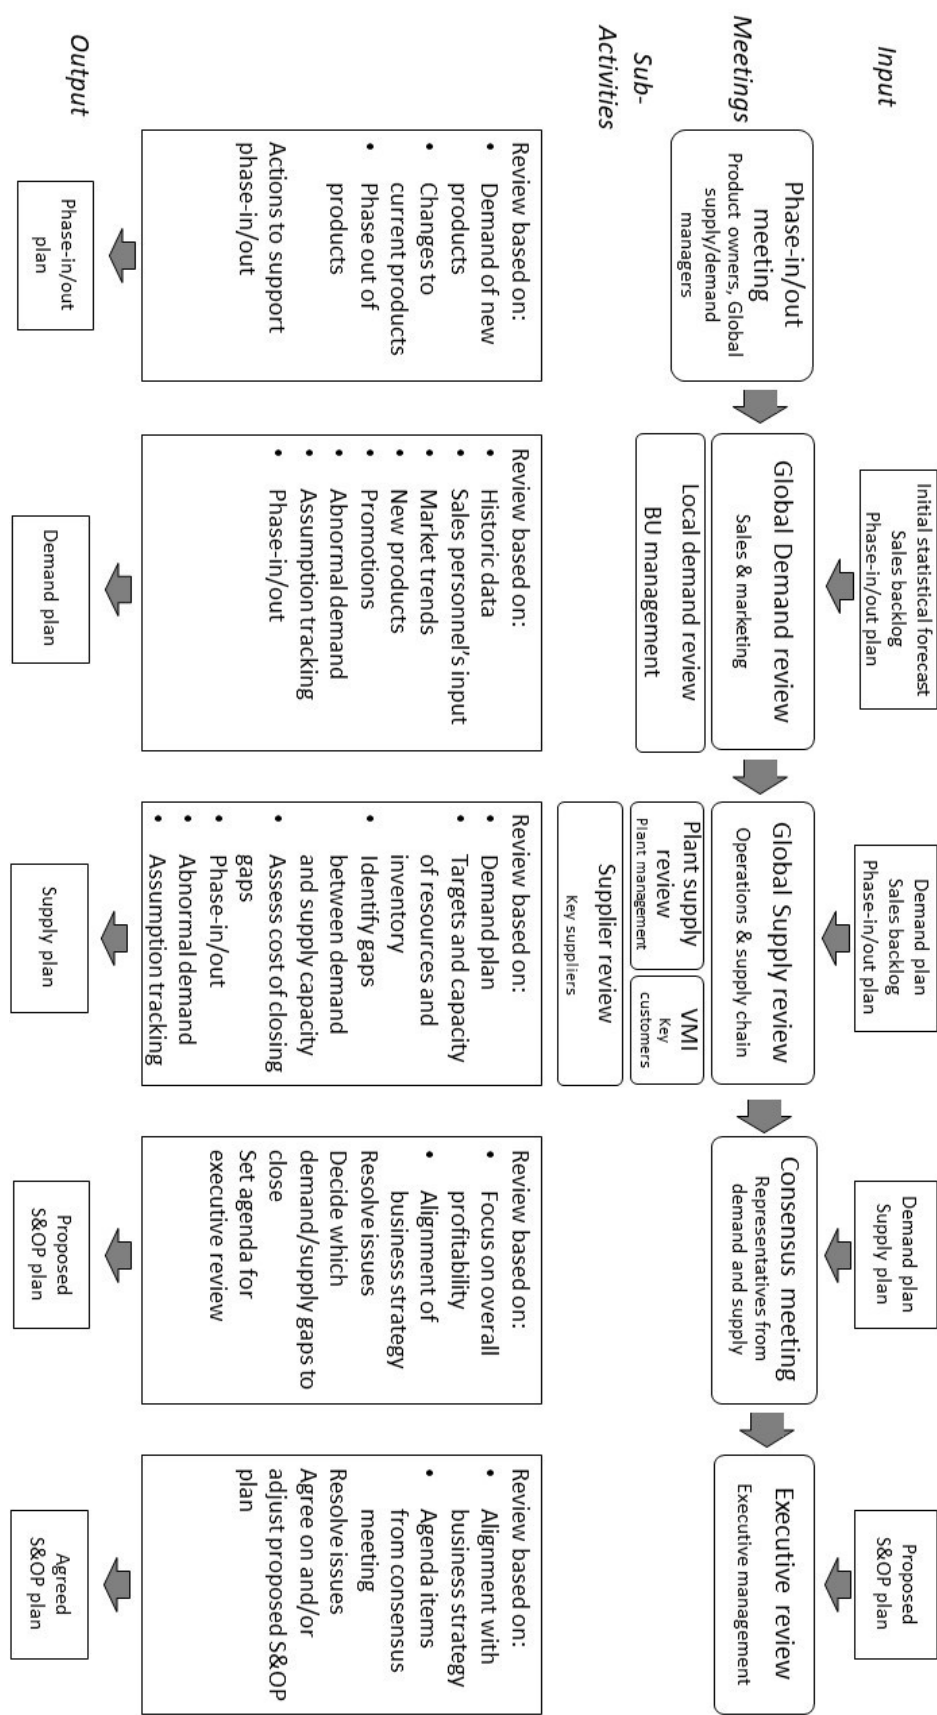 Input
Initial statistical forecast
Sales backlog
Phase-in/out plan
Demand plan
Sales backlog
Phase-in/out plan
Demand plan
Supply plan
Proposed
S&OP plan
Meetings
Phase-in/out
meeting
Product owners, Global
supply/demand
managers
Global Demand review
Sales & marketing
Global Supply review
Operations & supply chain
Consensus meeting
Representatives from
demand and supply
Executive review
Executive management
Sub-
Activities
Local demand review
BU management
Plant supply
review
Plant management
VMI
Key
customers
Supplier review
Key suppliers
Review based on:
• Demand of new
products
• Changes to
current products
• Phase out of
products
Actions to support
phase-in/out
Review based on:
• Historic data
• Sales personnel's input
• Market trends
• New products
• Promotions
• Abnormal demand
• Assumption tracking
• Phase-in/out
Review based on:
• Demand plan
• Targets and capacity
of resources and
inventory
• Identify gaps
between demand
and supply capacity
• Assess cost of closing
gaps
• Phase-in/out
• Abnormal demand
• Assumption tracking
Review based on:
• Focus on overall
profitability
• Alignment of
business strategy
Resolve issues
Decide which
demand/supply gaps to
close
Set agenda for
executive review
Review based on:
• Alignment with
business strategy
• Agenda items
from consensus
meeting
Resolve issues
Agree on and/or
adjust proposed S&OP
plan
Output
Phase-in/out
plan
Demand plan
Supply plan
Proposed
S&OP plan
Agreed
S&OP plan